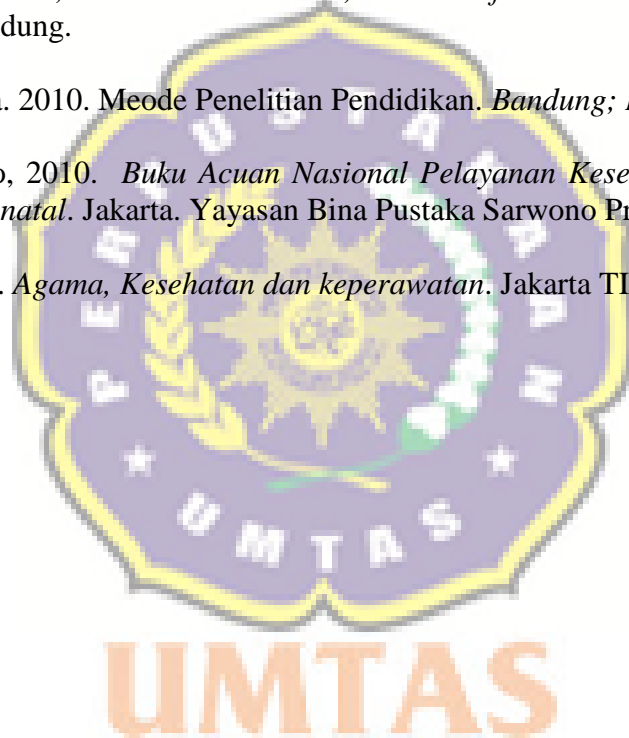 dung.
. 2010. Meode Penelitian Pendidikan. Bandung;
o, 2010. Buku Acuan Nasional Pelayanan Kese
natal. Jakarta. Yayasan Bina Pustaka Sarwono Pr
. Agama, Kesehatan dan keperawatan. Jakarta TI
PERPUSTAKAAN
UMTAS
UMTAS